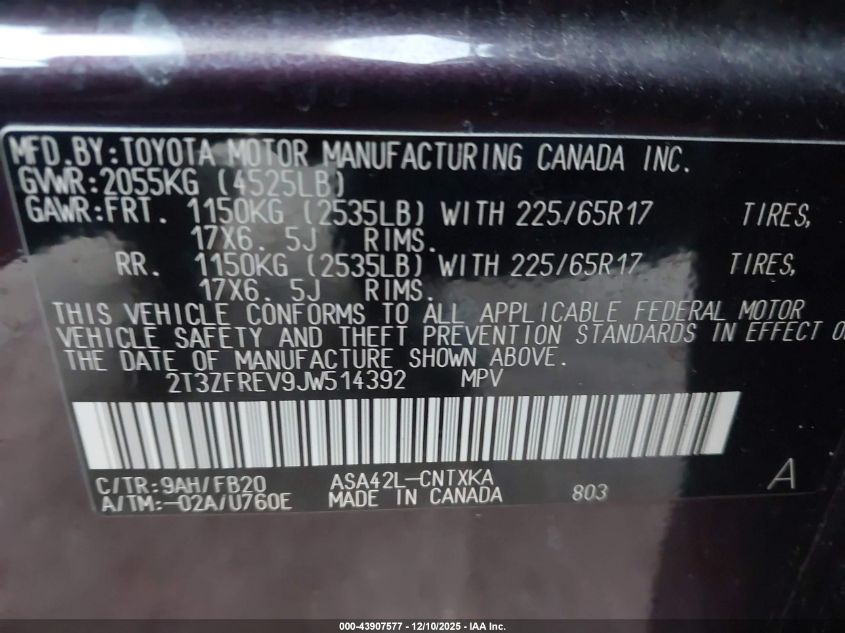 MFD.BY:TOYOTA MOTOR MANUFACTURING CANADA INC.
GVWR:2055KG (4525LB)
GAWR:FRT. 1150KG (2535LB) WITH 225/65R17 TIRES,
17X6. 5J RIMS.
RR. 1150KG (2535LB) WITH 225/65R17 TIRES,
17X6. 5J RIMS.
THIS VEHICLE CONFORMS TO ALL APPLICABLE FEDERAL MOTOR
VEHICLE SAFETY AND THEFT PREVENTION STANDARDS IN EFFECT O
THE DATE OF MANUFACTURE SHOWN ABOVE.
2T3ZFREV9JW514392 MPV
C/TR:9AH/FB20 ASA42L-CNTXKA
A/TM:-02A/U760E MADE IN CANADA 803 A
000-43907577 - 12/10/2025 - IAA Inc.